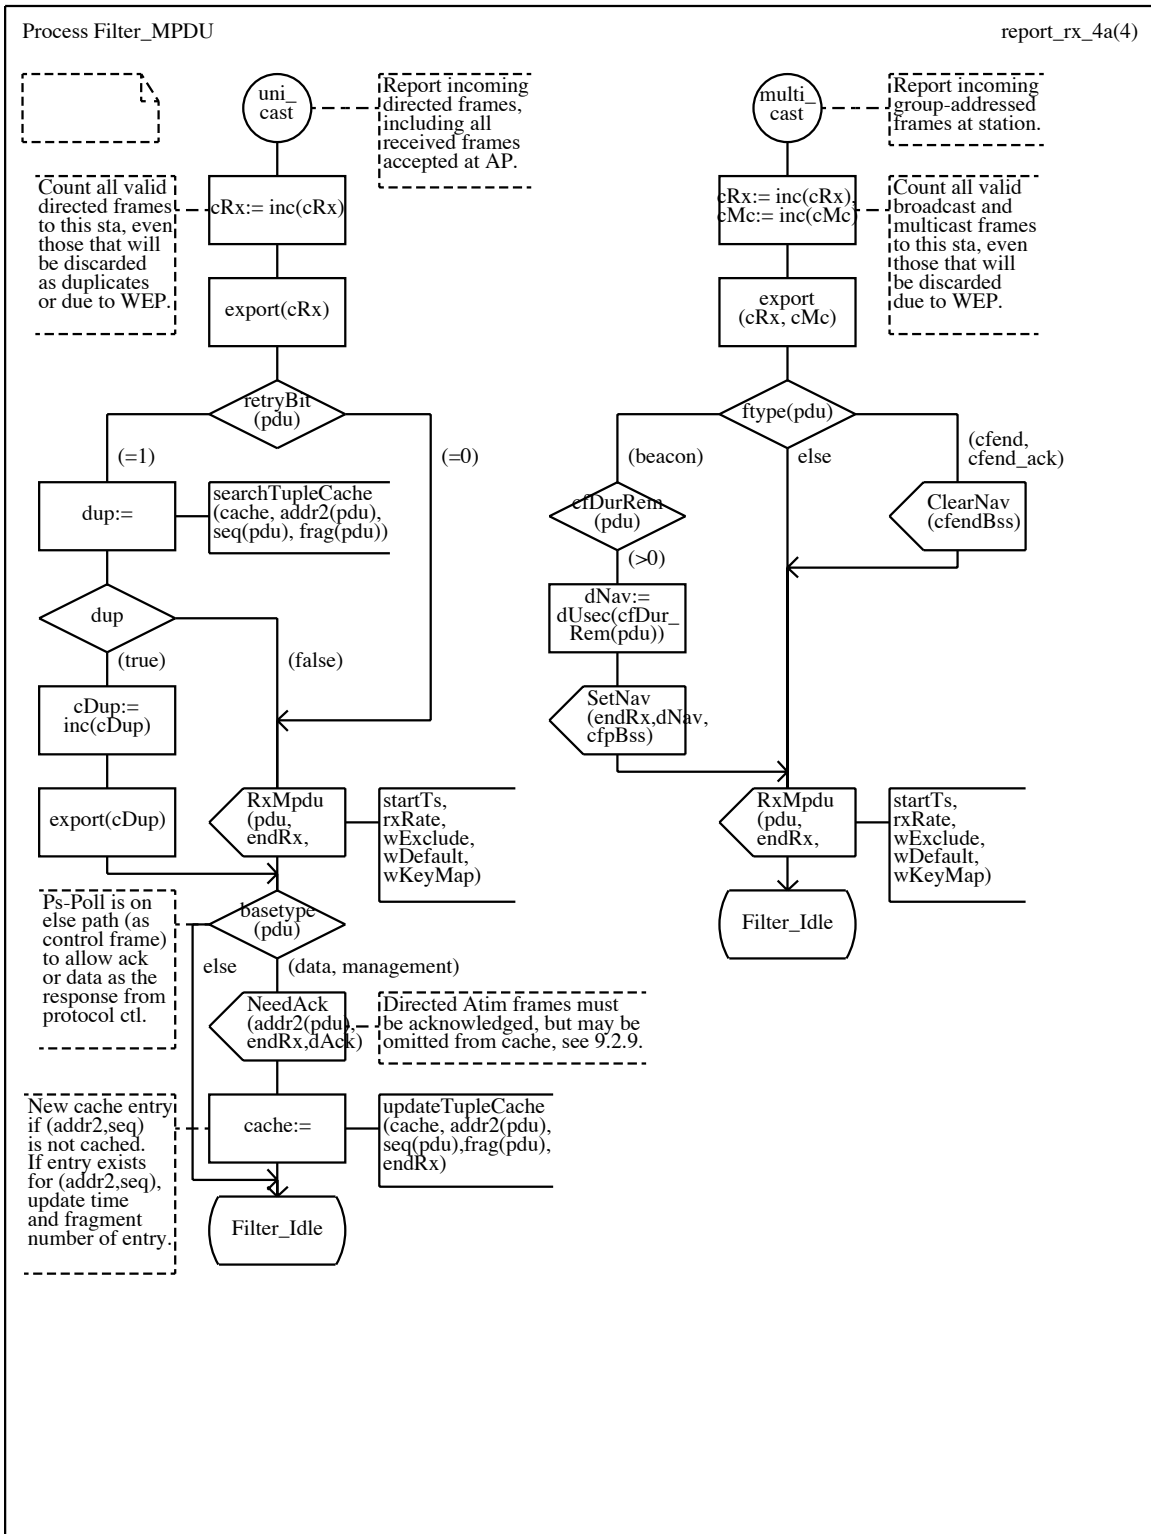 Process Filter_MPDU
report_rx_4a(4)
uni_
cast
Report incoming
directed frames,
including all
received frames
accepted at AP.
Count all valid
directed frames
to this sta, even
those that will
be discarded
as duplicates
or due to WEP.
cRx:= inc(cRx)
export(cRx)
retryBit
(pdu)
(=1)
(=0)
dup:=
searchTupleCache
(cache, addr2(pdu),
seq(pdu), frag(pdu))
dup
(true)
(false)
cDup:=
inc(cDup)
export(cDup)
RxMpdu
(pdu,
endRx,
startTs,
rxRate,
wExclude,
wDefault,
wKeyMap)
Ps-Poll is on
else path (as
control frame)
to allow ack
or data as the
response from
protocol ctl.
basetype
(pdu)
else
(data, management)
NeedAck
(addr2(pdu),
endRx,dAck)
Directed Atim frames must
be acknowledged, but may be
omitted from cache, see 9.2.9.
New cache entry
if (addr2,seq)
is not cached.
If entry exists
for (addr2,seq),
update time
and fragment
number of entry.
cache:=
updateTupleCache
(cache, addr2(pdu),
seq(pdu),frag(pdu),
endRx)
Filter_Idle
multi_
cast
Report incoming
group-addressed
frames at station.
cRx:= inc(cRx),
cMc:= inc(cMc)
Count all valid
broadcast and
multicast frames
to this sta, even
those that will
be discarded
due to WEP.
export
(cRx, cMc)
ftype(pdu)
(beacon)
else
(cfend,
cfend_ack)
cfDurRem
(pdu)
(>0)
ClearNav
(cfendBss)
dNav:=
dUsec(cfDur_
Rem(pdu))
SetNav
(endRx,dNav,
cfpBss)
RxMpdu
(pdu,
endRx,
startTs,
rxRate,
wExclude,
wDefault,
wKeyMap)
Filter_Idle